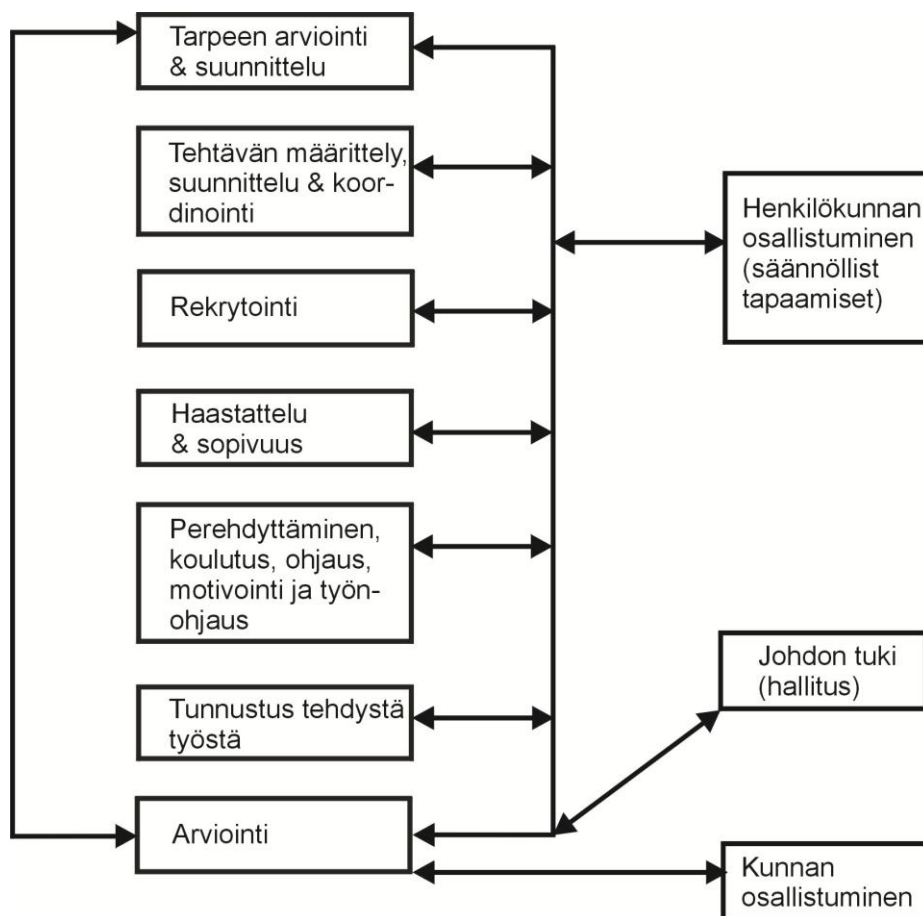 Tarpeen arviointi
& suunnittelu
Tehtävän määrittely,
suunnittelu & koor-
dinointi
Rekrytointi
Haastattelu
& sopivuus
Perehdyttäminen,
koulutus, ohjaus,
motivointi ja työn-
ohjaus
Tunnustus tehdystä
työstä
Arviointi
Henkilökunnan
osallistuminen
(säännöllist
tapaamiset)
Johdon tuki
(hallitus)
Kunnan
osallistuminen